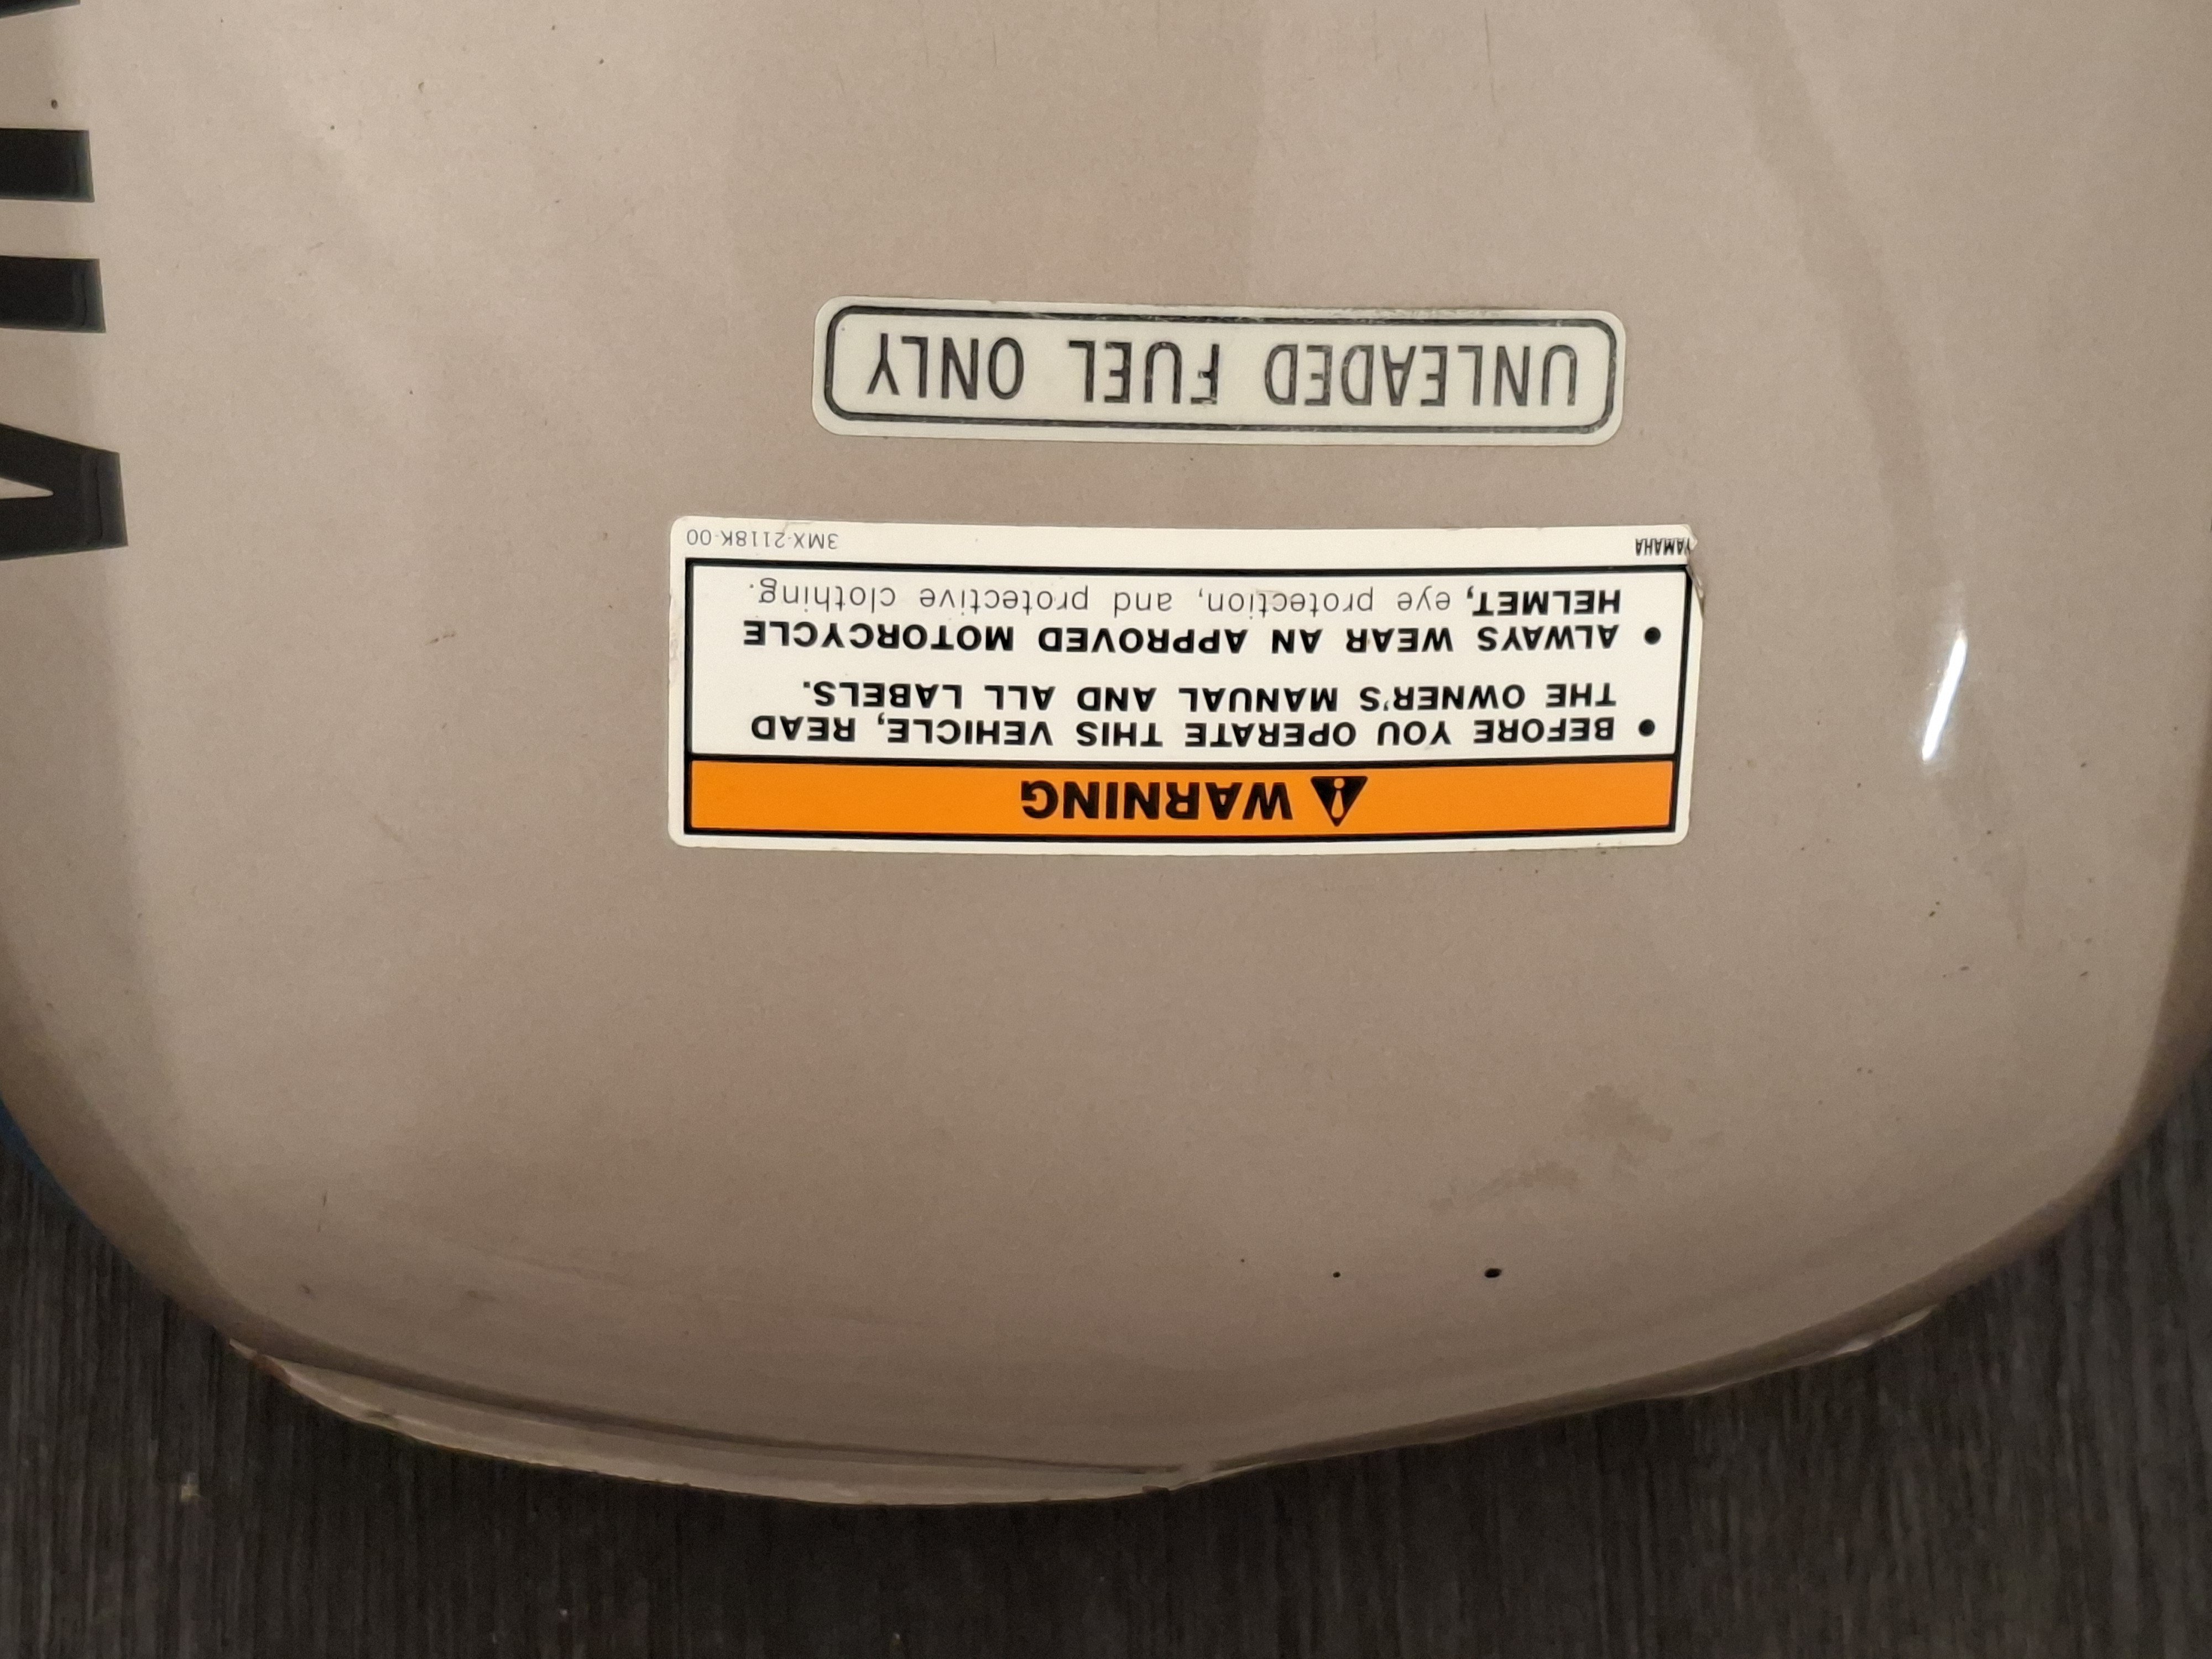 ⚠ WARNING
• BEFORE YOU OPERATE THIS VEHICLE, READ
THE OWNER'S MANUAL AND ALL LABELS.
• ALWAYS WEAR AN APPROVED MOTORCYCLE
HELMET, eye protection, and protective clothing.
YAMAHA 3MX-2118K-00
UNLEADED FUEL ONLY